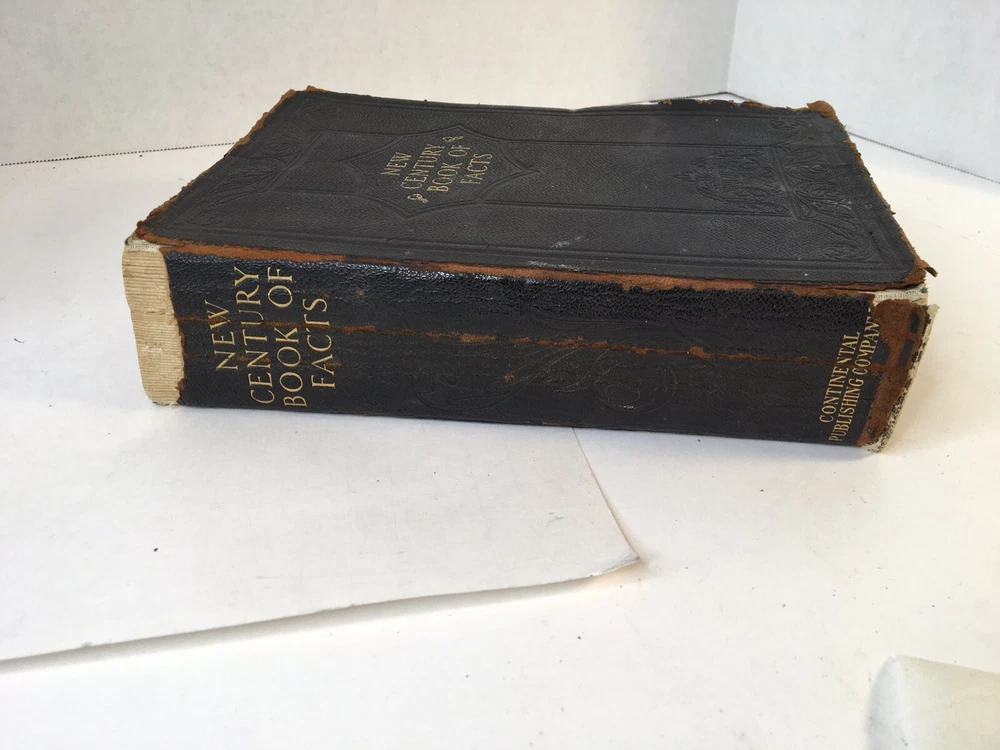 NEW
CENTURY
BOOK OF
FACTS
NEW
CENTURY
BOOK OF
FACTS
CONTINENTAL
PUBLISHING COMPANY